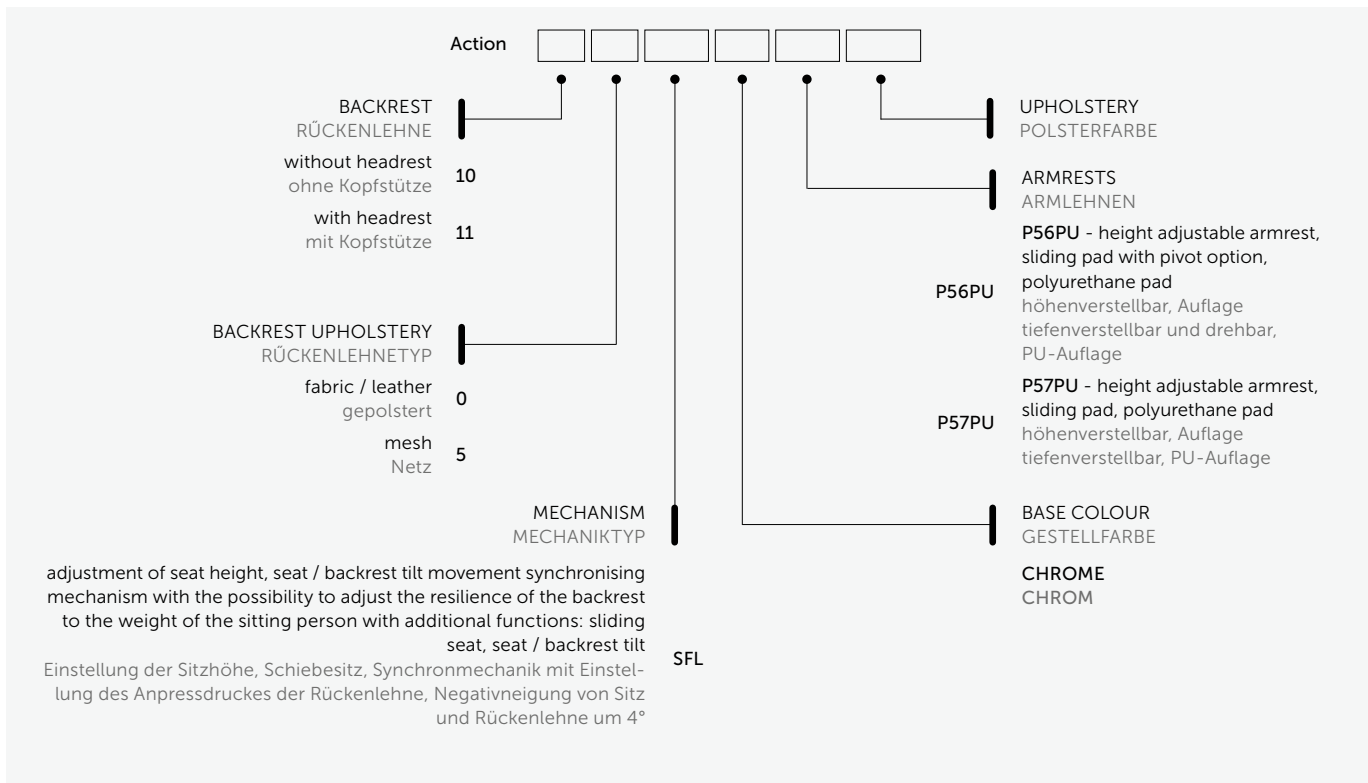 Action
BACKREST
RŰCKENLEHNE
without headrest
ohne Kopfstütze
10
with headrest
mit Kopfstütze
11
BACKREST UPHOLSTERY
RŰCKENLEHNETYP
fabric / leather
gepolstert
0
mesh
Netz
5
MECHANISM
MECHANIKTYP
adjustment of seat height, seat / backrest tilt movement synchronising
mechanism with the possibility to adjust the resilience of the backrest
to the weight of the sitting person with additional functions: sliding
seat, seat / backrest tilt
Einstellung der Sitzhöhe, Schiebesitz, Synchronmechanik mit Einstel-
lung des Anpressdruckes der Rückenlehne, Negativneigung von Sitz
und Rückenlehne um 4°
SFL
UPHOLSTERY
POLSTERFARBE
ARMRESTS
ARMLEHNEN
P56PU
P56PU - height adjustable armrest,
sliding pad with pivot option,
polyurethane pad
höhenverstellbar, Auflage
tiefenverstellbar und drehbar,
PU-Auflage
P57PU
P57PU - height adjustable armrest,
sliding pad, polyurethane pad
höhenverstellbar, Auflage
tiefenverstellbar, PU-Auflage
BASE COLOUR
GESTELLFARBE
CHROME
CHROM